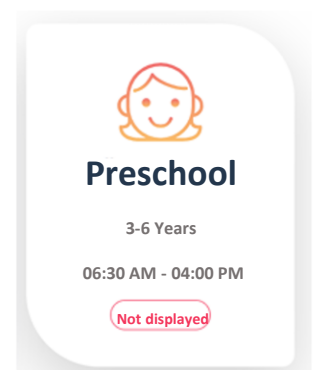 Preschool
3-6 Years
06:30 AM - 04:00 PM
Not displayed